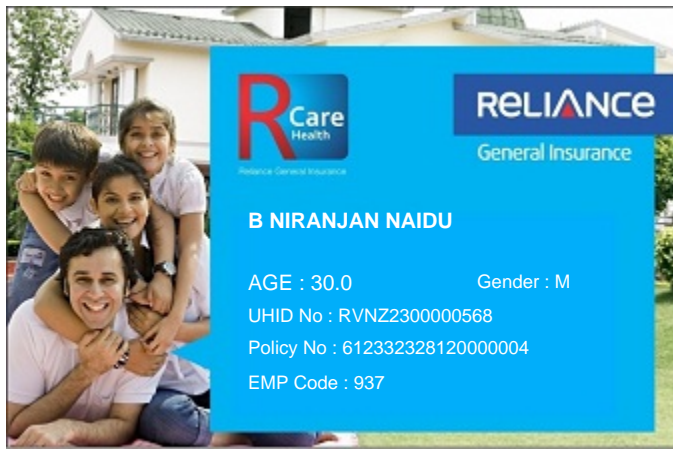 R Care
Health
Reliance General Insurance
RELIANCE
General Insurance
B NIRANJAN NAIDU
AGE : 30.0
Gender : M
UHID No : RVNZ2300000568
Policy No : 612332328120000004
EMP Code : 937